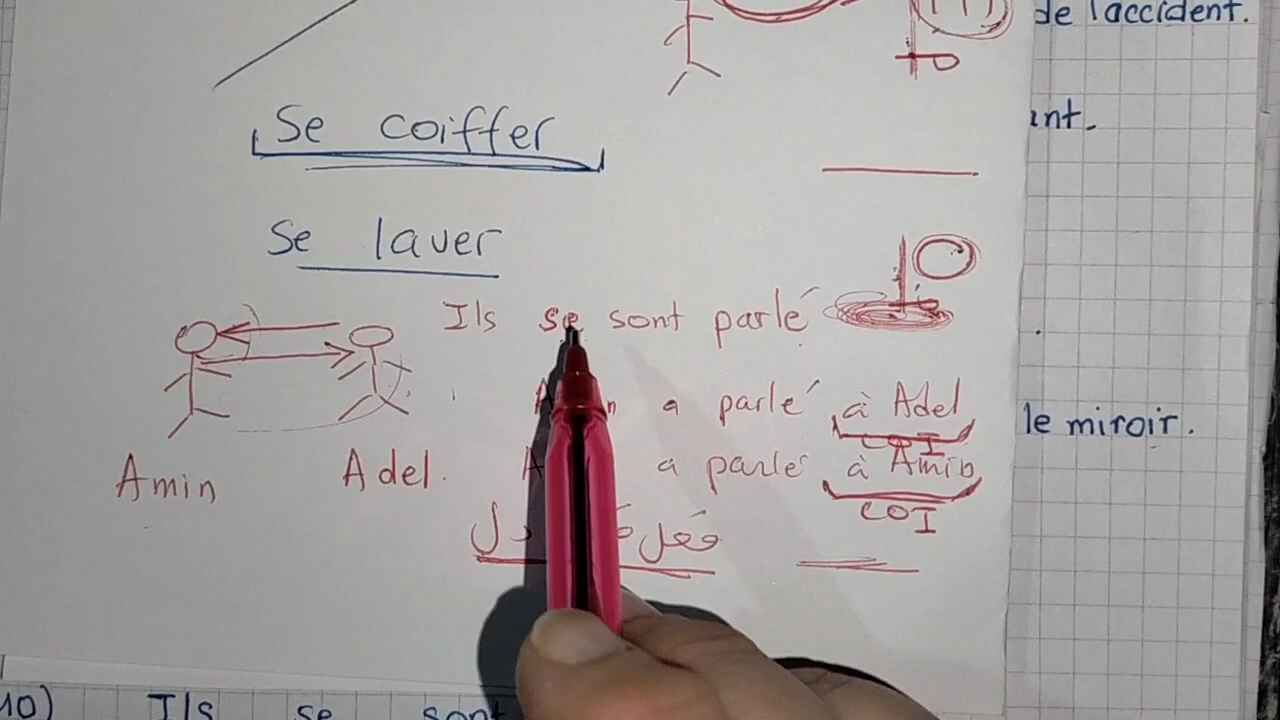 de l'accident.
Se coiffer
ant.
Se laver
Ils se sont parlé
a parlé à Adel
COI
le miroir.
Amin
Adel.
a parlé à Amin
COI
10) Ils se sont